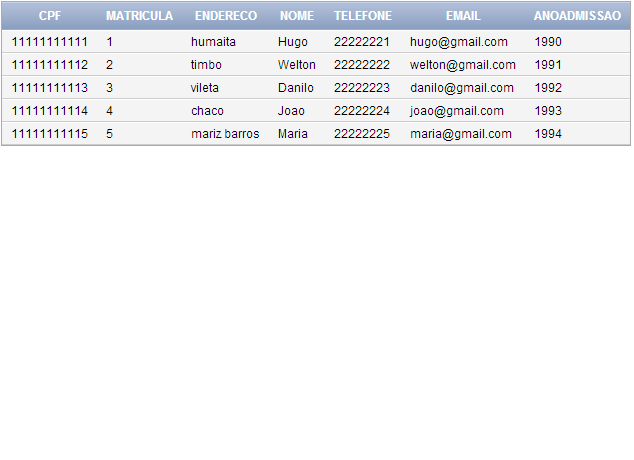 CPF MATRICULA ENDERECO NOME TELEFONE EMAIL ANOADMISSAO
11111111111 1 humaita Hugo 22222221 hugo@gmail.com 1990
11111111112 2 timbo Welton 22222222 welton@gmail.com 1991
11111111113 3 vileta Danilo 22222223 danilo@gmail.com 1992
11111111114 4 chaco Joao 22222224 joao@gmail.com 1993
11111111115 5 mariz barros Maria 22222225 maria@gmail.com 1994